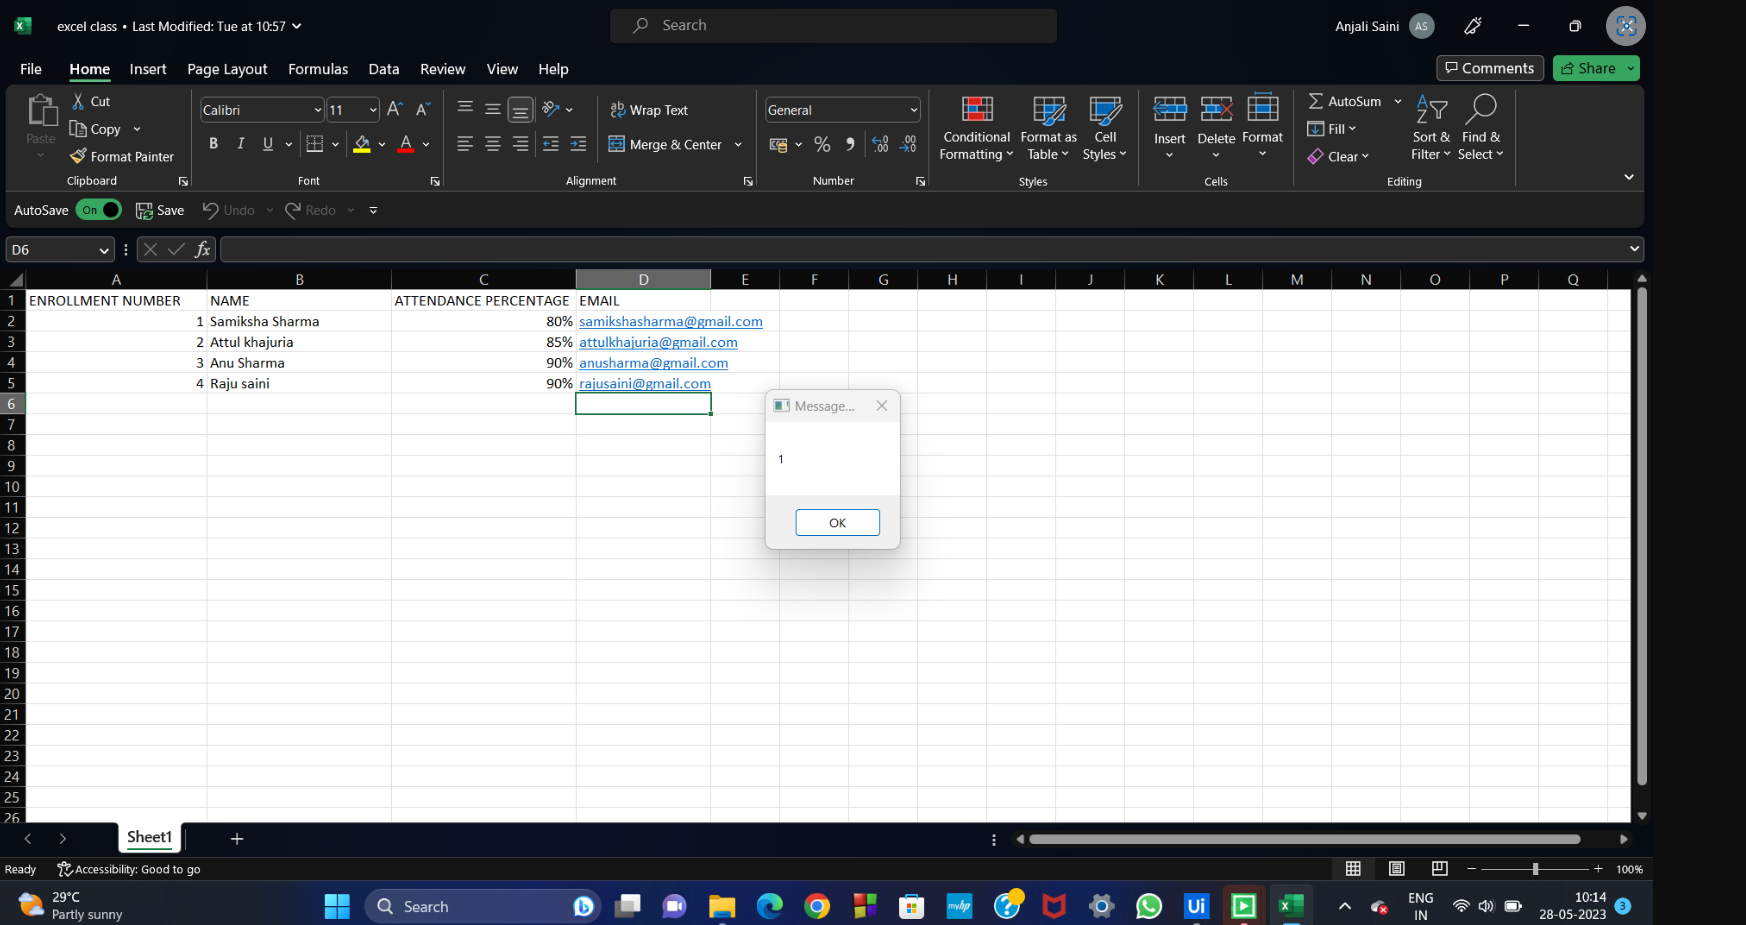 excel class • Last Modified: Tue at 10:57
Search
Anjali Saini AS
File Home Insert Page Layout Formulas Data Review View Help
Comments Share
Paste
Cut
Copy
Format Painter
Clipboard
Calibri 11
B I U
Font
Wrap Text
Merge & Center
Alignment
General
Number
Conditional Formatting
Format as Table
Cell Styles
Styles
Insert Delete Format
Cells
AutoSum
Fill
Clear
Sort & Filter
Find & Select
Editing
AutoSave On Save Undo Redo
D6 fx
A B C D E F G H I J K L M N O P Q
1 ENROLLMENT NUMBER NAME ATTENDANCE PERCENTAGE EMAIL
2 1 Samiksha Sharma 80% samikshasharma@gmail.com
3 2 Attul khajuria 85% attulkhajuria@gmail.com
4 3 Anu Sharma 90% anusharma@gmail.com
5 4 Raju saini 90% rajusaini@gmail.com
6
7
8
9
10
11
12
13
14
15
16
17
18
19
20
21
22
23
24
25
26
Message...
1
OK
Sheet1
Ready Accessibility: Good to go 100%
29°C
Partly sunny
Search
myhp
Ui
ENG
IN
10:14
28-05-2023
3